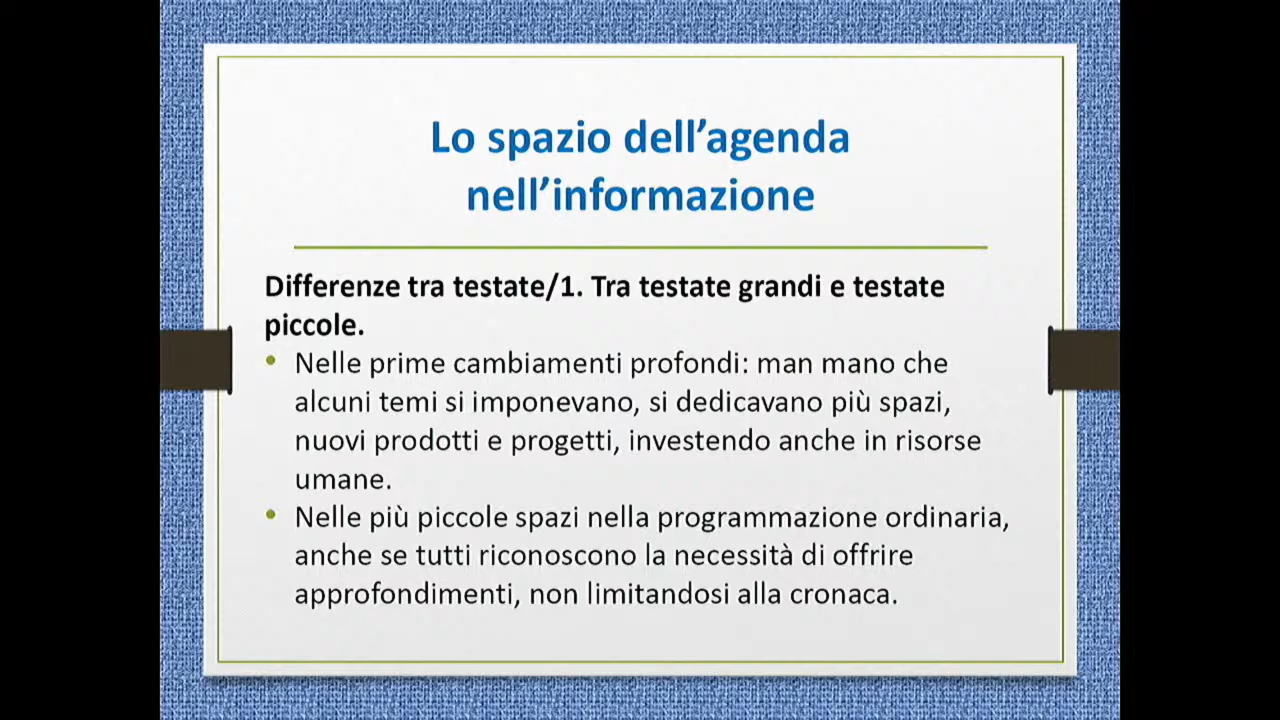 Lo spazio dell’agenda
nell’informazione
Differenze tra testate/1. Tra testate grandi e testate
piccole.
• Nelle prime cambiamenti profondi: man mano che
alcuni temi si imponevano, si dedicavano più spazi,
nuovi prodotti e progetti, investendo anche in risorse
umane.
• Nelle più piccole spazi nella programmazione ordinaria,
anche se tutti riconoscono la necessità di offrire
approfondimenti, non limitandosi alla cronaca.